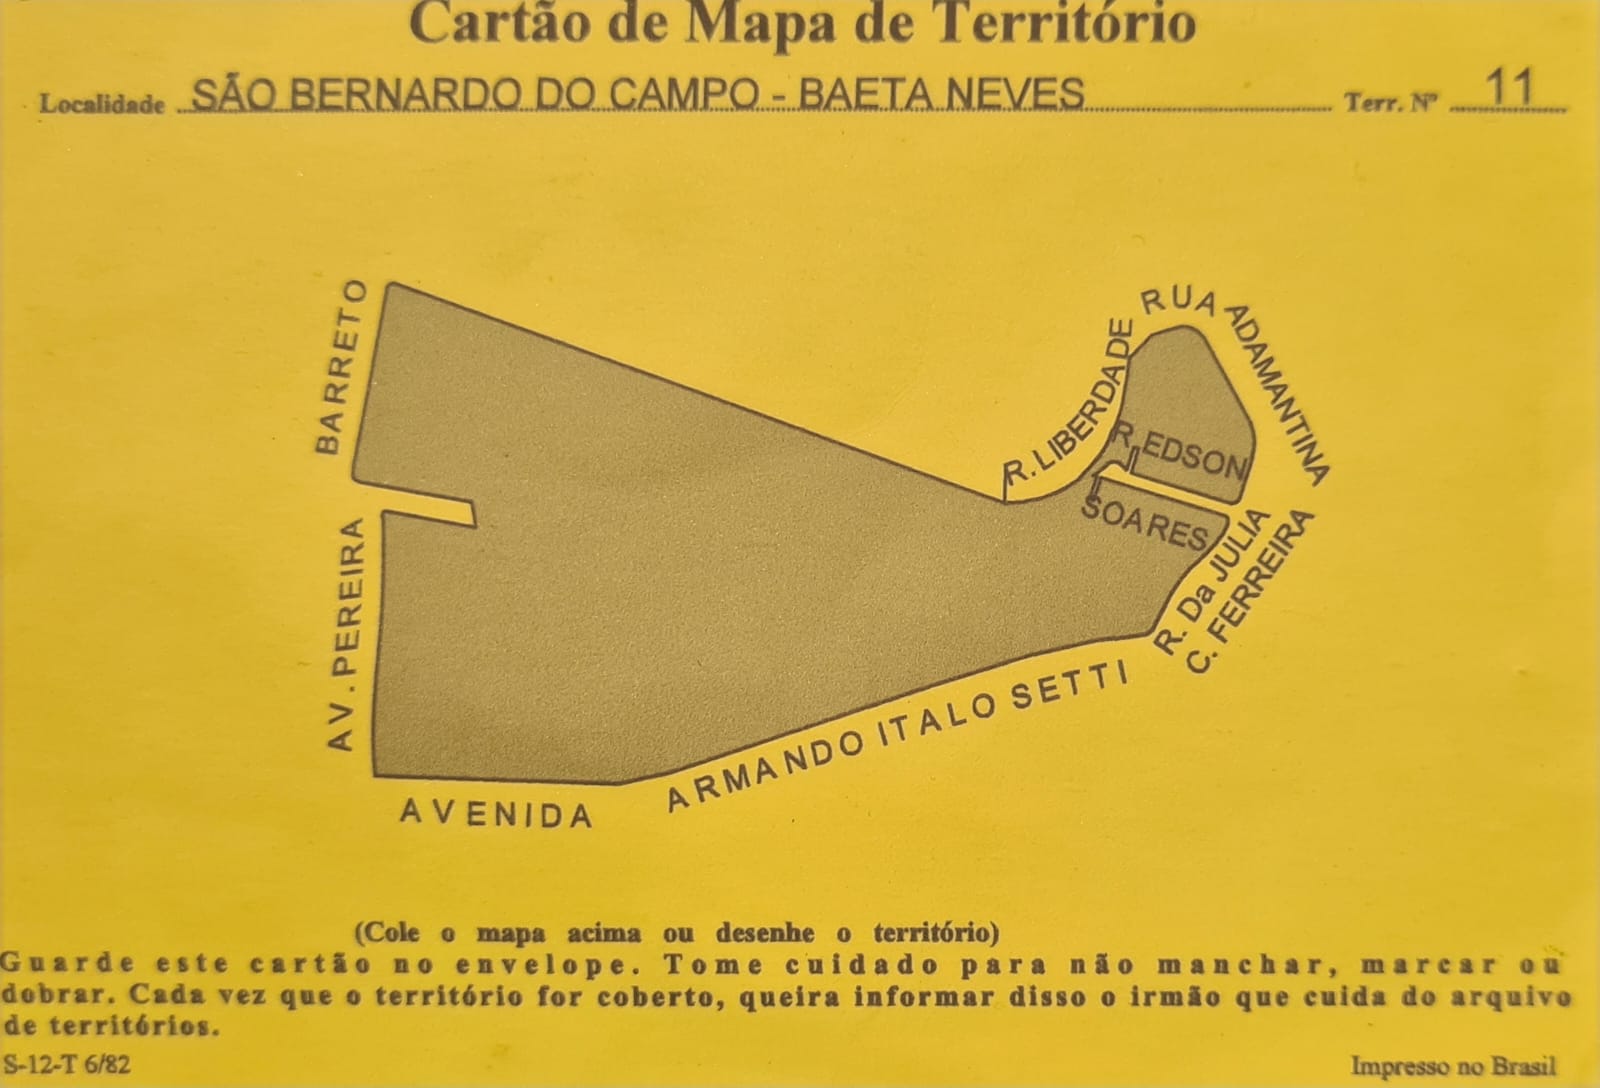 Cartão de Mapa de Território
Localidade SÃO BERNARDO DO CAMPO - BAETA NEVES Terr. Nº 11
RUA ADAMANTINA
R. LIBERDADE
AV. PEREIRA BARRETO
R. EDSON
SOARES
R. Da JULIA
C. FERREIRA
AVENIDA ARMANDO ITALO SETTI
(Cole o mapa acima ou desenhe o território)
Guarde este cartão no envelope. Tome cuidado para não manchar, marcar ou
dobrar. Cada vez que o território for coberto, queira informar disso o irmão que cuida do arquivo
de territórios.
S-12-T 6/82 Impresso no Brasil